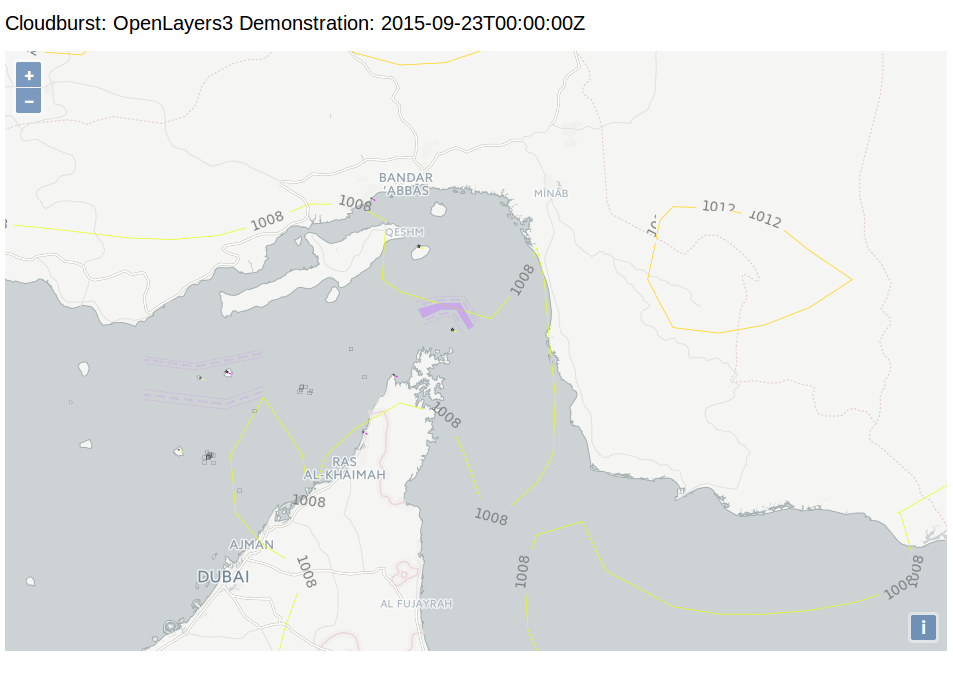 Cloudburst: OpenLayers3 Demonstration: 2015-09-23T00:00:00Z
+
−
BANDAR
'ABBAS
MĪNĀB
1008
1008
QESHM
1012
1012
1008
1008
RAS
AL-KHAIMAH
1008
1008
AJMAN
1008
DUBAI
1008
1008
1008
AL FUJAYRAH
i